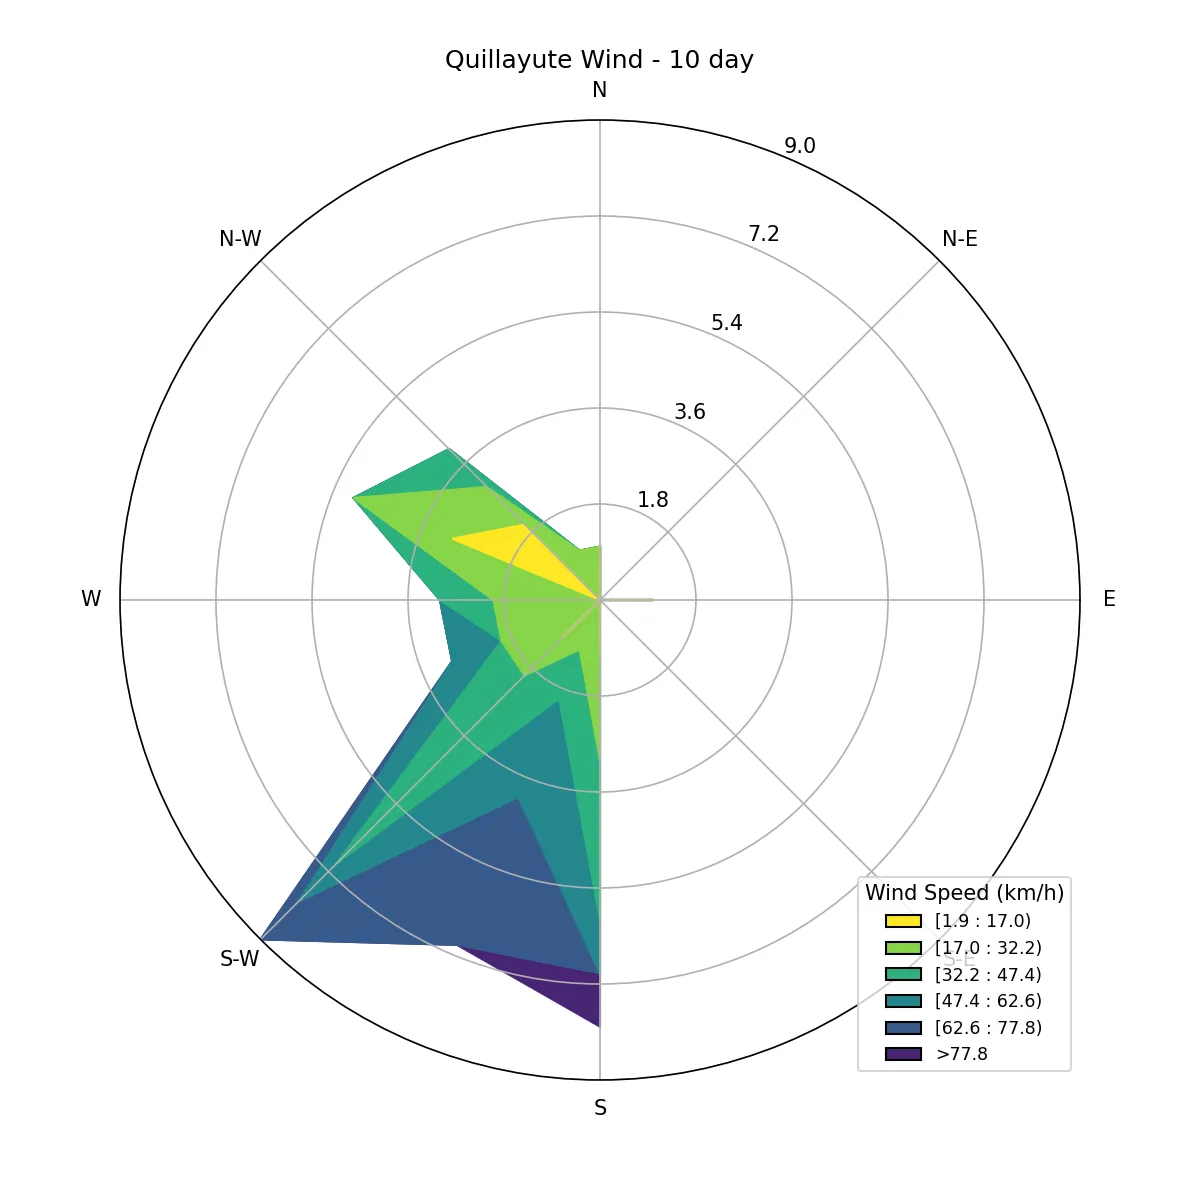 Quillayute Wind - 10 day
N
9.0
N-W
N-E
7.2
5.4
3.6
1.8
W
E
S-W
S-E
S
Wind Speed (km/h)
[1.9 : 17.0)
[17.0 : 32.2)
[32.2 : 47.4)
[47.4 : 62.6)
[62.6 : 77.8)
>77.8